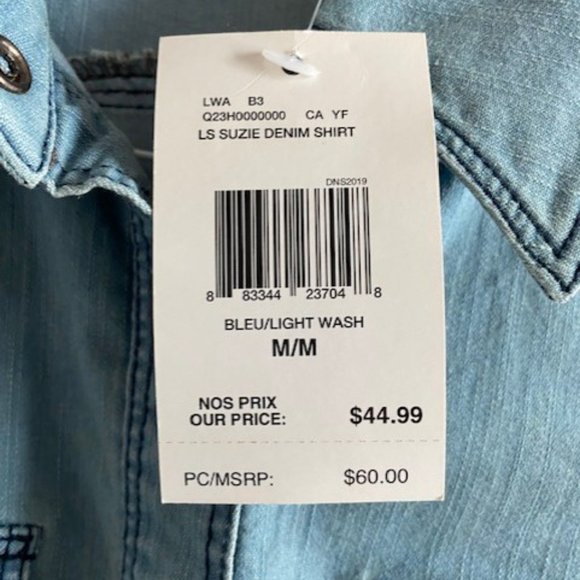 LWA B3
Q23H0000000 CA YF
LS SUZIE DENIM SHIRT
DNS2019
8 83344 23704 8
BLEU/LIGHT WASH
M/M
NOS PRIX
OUR PRICE: $44.99
PC/MSRP: $60.00